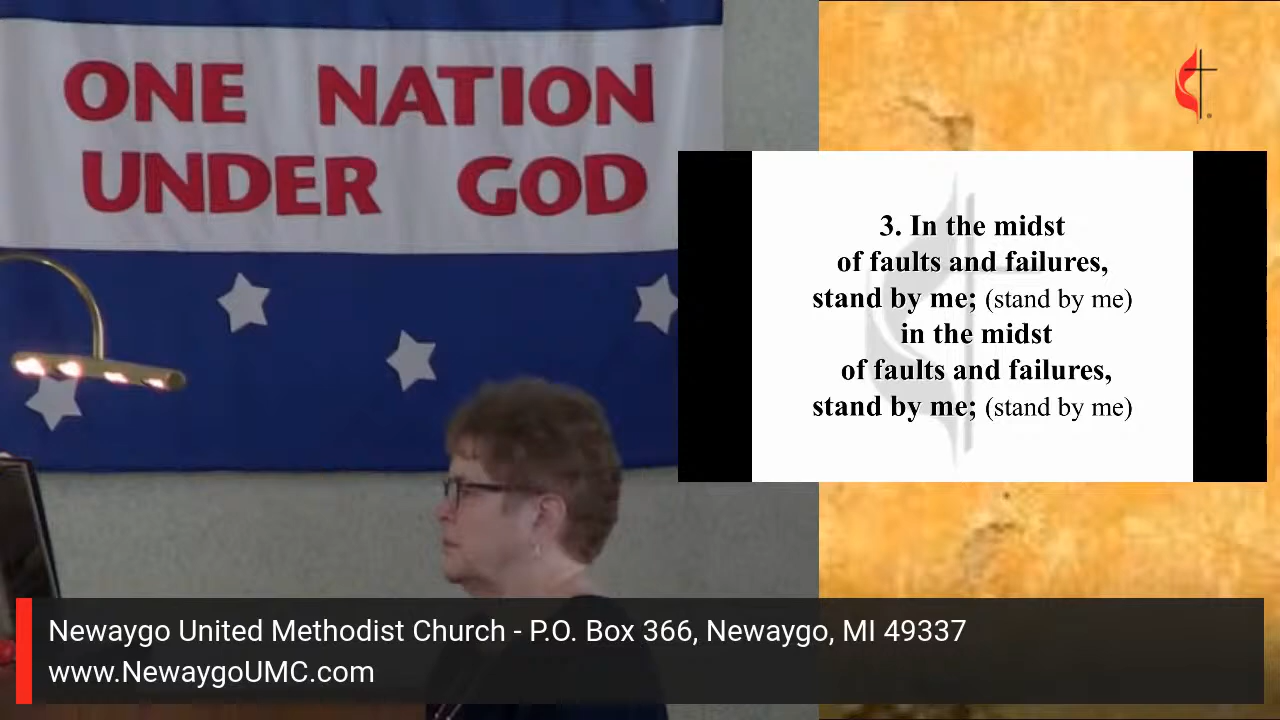 ONE NATION
UNDER GOD
3. In the midst
of faults and failures,
stand by me; (stand by me)
in the midst
of faults and failures,
stand by me; (stand by me)
Newaygo United Methodist Church - P.O. Box 366, Newaygo, MI 49337
www.NewaygoUMC.com